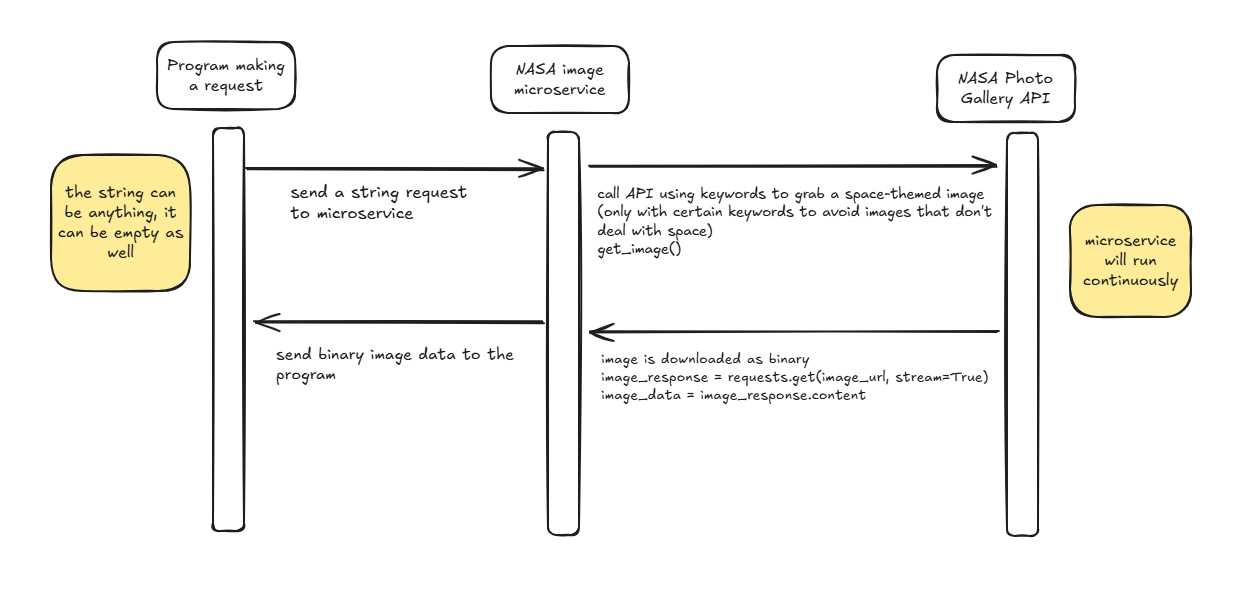 Program making
a request
NASA image
microservice
NASA Photo
Gallery API
the string can
be anything, it
can be empty as
well
send a string request
to microservice
call API using keywords to grab a space-themed image
(only with certain keywords to avoid images that don't
deal with space)
get_image()
microservice
will run
continuously
send binary image data to the
program
image is downloaded as binary
image_response = requests.get(image_url, stream=True)
image_data = image_response.content